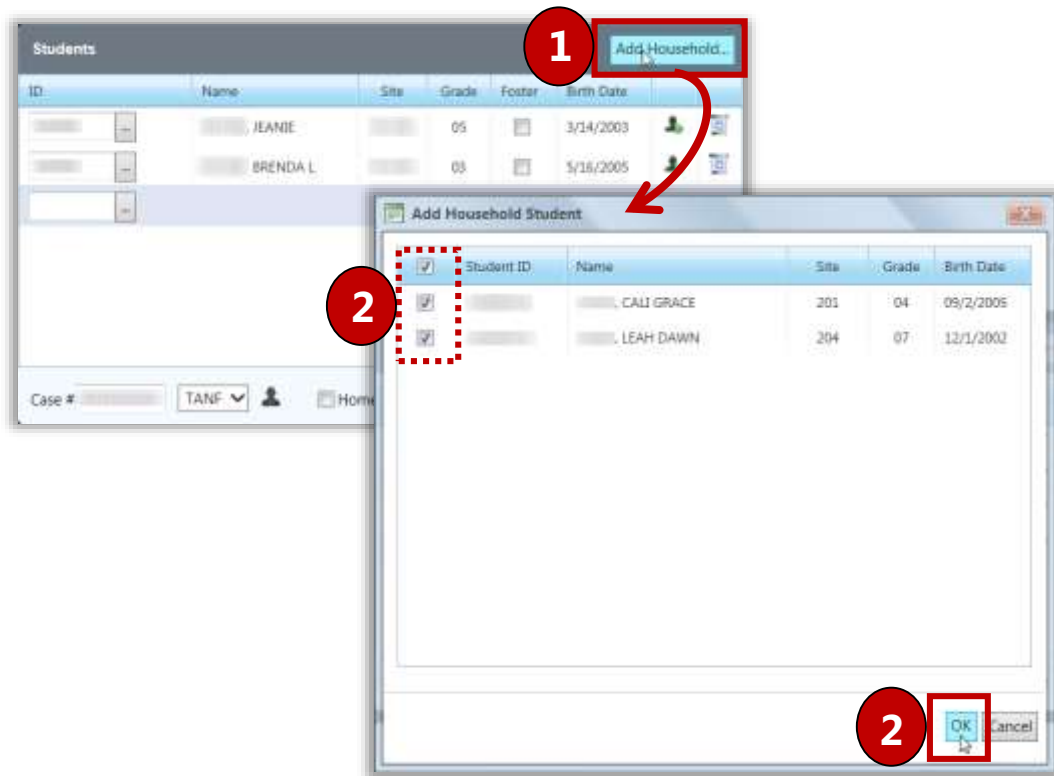 1
Students
Add Household...
ID Name Site Grade Foster Birth Date
... , JEANIE 05 3/14/2003
... BRENDA L 03 5/16/2005
...
Add Household Student
Student ID Name Site Grade Birth Date
2
, CALI GRACE 201 04 09/2/2005
, LEAH DAWN 204 07 12/1/2002
Case # TANF Home
2
OK Cancel